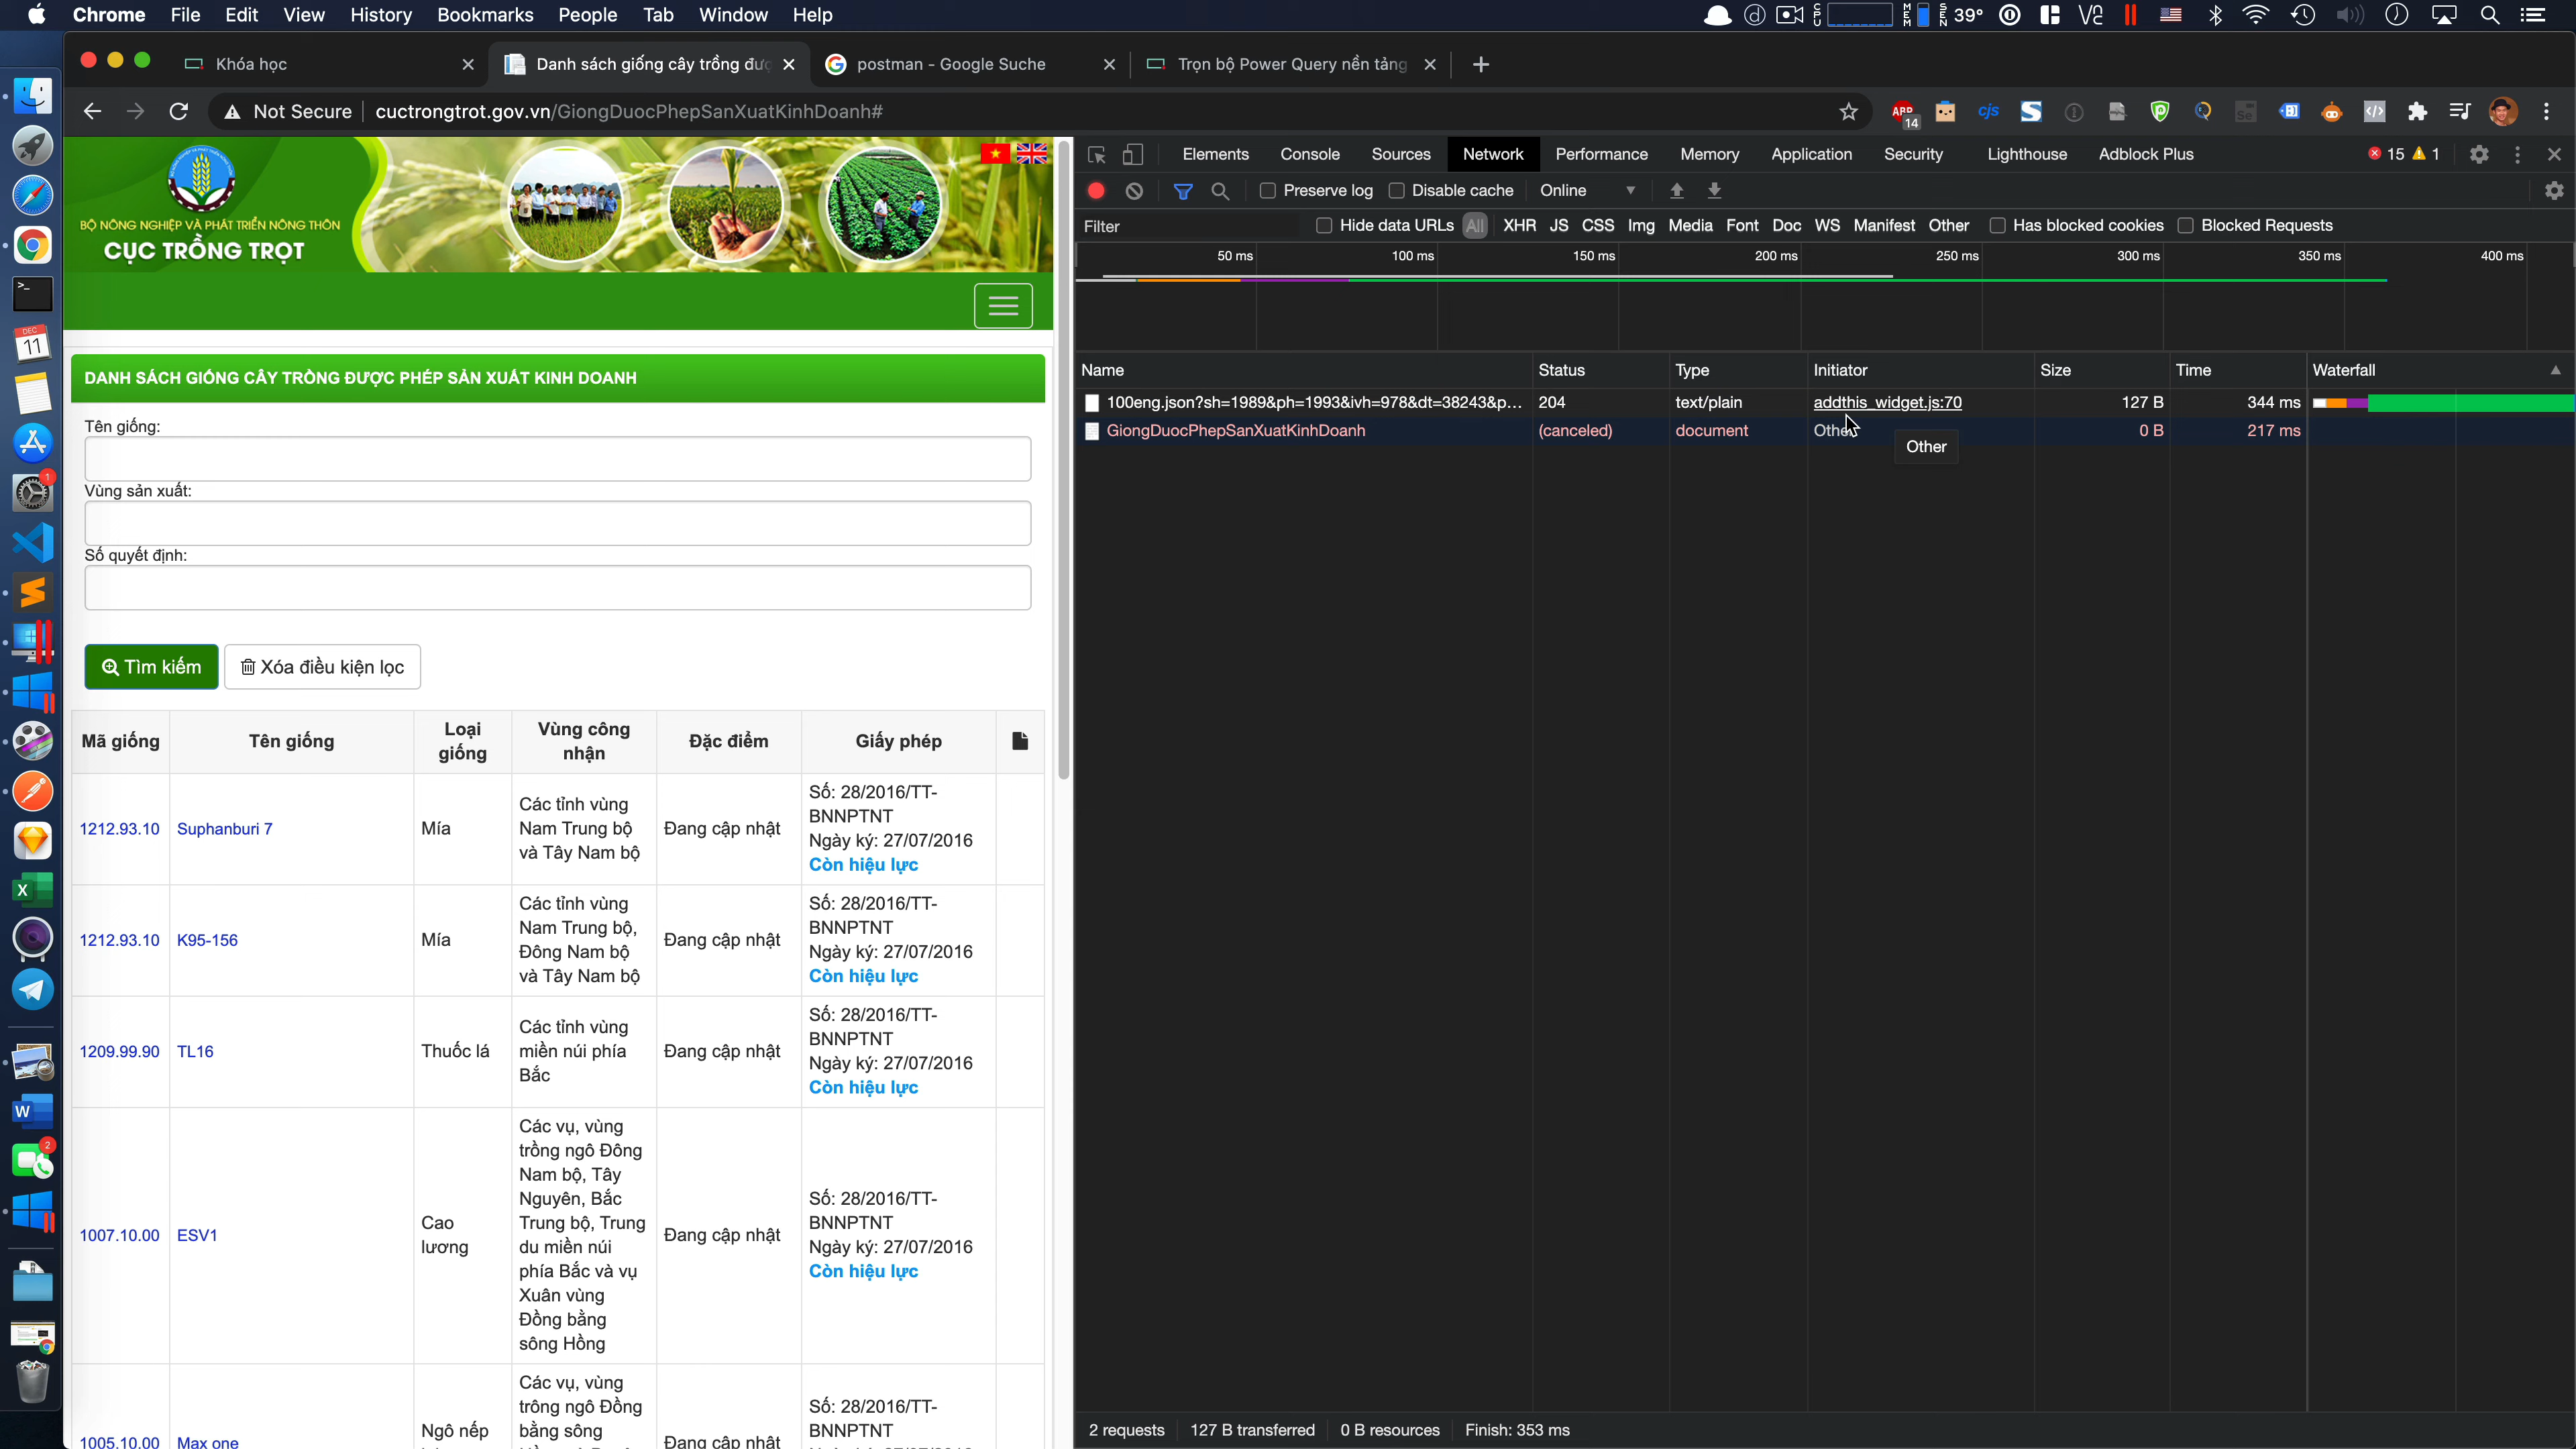 Chrome File Edit View History Bookmarks People Tab Window Help
CPU MEM SEN 39°
Khóa học
Danh sách giống cây trồng đượ
postman - Google Suche
Trọn bộ Power Query nền tảng
Not Secure cuctrongtrot.gov.vn/GiongDuocPhepSanXuatKinhDoanh#
ABP 14
cjs
BỘ NÔNG NGHIỆP VÀ PHÁT TRIỂN NÔNG THÔN
CỤC TRỒNG TRỌT
DANH SÁCH GIỐNG CÂY TRỒNG ĐƯỢC PHÉP SẢN XUẤT KINH DOANH
Tên giống:
Vùng sản xuất:
Số quyết định:
Tìm kiếm
Xóa điều kiện lọc
Mã giống Tên giống Loại giống Vùng công nhận Đặc điểm Giấy phép
1212.93.10 Suphanburi 7 Mía
Các tỉnh vùng
Nam Trung bộ
và Tây Nam bộ
Đang cập nhật
Số: 28/2016/TT-
BNNPTNT
Ngày ký: 27/07/2016
Còn hiệu lực
1212.93.10 K95-156 Mía
Các tỉnh vùng
Nam Trung bộ,
Đông Nam bộ
và Tây Nam bộ
Đang cập nhật
Số: 28/2016/TT-
BNNPTNT
Ngày ký: 27/07/2016
Còn hiệu lực
1209.99.90 TL16 Thuốc lá
Các tỉnh vùng
miền núi phía
Bắc
Đang cập nhật
Số: 28/2016/TT-
BNNPTNT
Ngày ký: 27/07/2016
Còn hiệu lực
1007.10.00 ESV1
Cao
lương
Các vụ, vùng
trồng ngô Đông
Nam bộ, Tây
Nguyên, Bắc
Trung bộ, Trung
du miền núi
phía Bắc và vụ
Xuân vùng
Đồng bằng
sông Hồng
Đang cập nhật
Số: 28/2016/TT-
BNNPTNT
Ngày ký: 27/07/2016
Còn hiệu lực
1005.10.00 Max one
Ngô nếp
Các vụ, vùng
trông ngô Đồng
bằng sông
Đang cập nhật
Số: 28/2016/TT-
BNNPTNT
Elements Console Sources Network Performance Memory Application Security Lighthouse Adblock Plus 15 1
Preserve log Disable cache Online
Filter Hide data URLs All XHR JS CSS Img Media Font Doc WS Manifest Other Has blocked cookies Blocked Requests
50 ms 100 ms 150 ms 200 ms 250 ms 300 ms 350 ms 400 ms
Name Status Type Initiator Size Time Waterfall
100eng.json?sh=1989&ph=1993&ivh=978&dt=38243&p... 204 text/plain addthis_widget.js:70 127 B 344 ms
GiongDuocPhepSanXuatKinhDoanh (canceled) document Other 0 B 217 ms
Other
2 requests 127 B transferred 0 B resources Finish: 353 ms
DEC
11
1
2